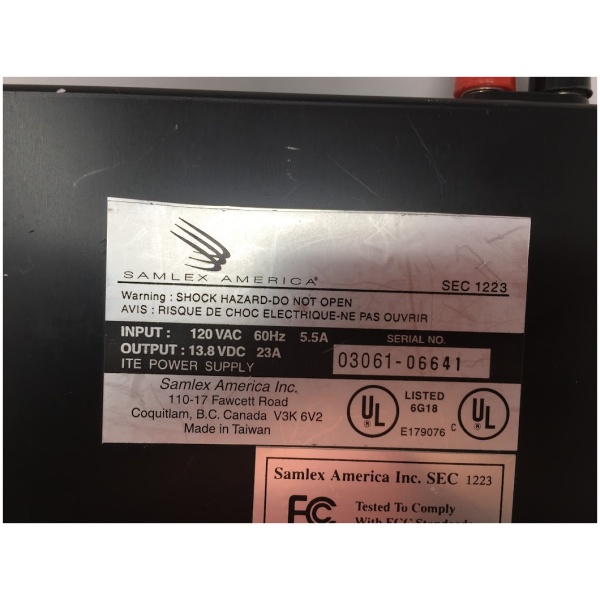 SAMLEX AMERICA®
SEC 1223
Warning : SHOCK HAZARD-DO NOT OPEN
AVIS : RISQUE DE CHOC ELECTRIQUE-NE PAS OUVRIR
INPUT : 120 VAC 60Hz 5.5A
OUTPUT : 13.8 VDC 23A
ITE POWER SUPPLY
SERIAL NO.
03061-06641
Samlex America Inc.
110-17 Fawcett Road
Coquitlam, B.C. Canada V3K 6V2
Made in Taiwan
UL
LISTED
6G18
E179076
C UL
Samlex America Inc. SEC 1223
FC
Tested To Comply
With FCC Standards